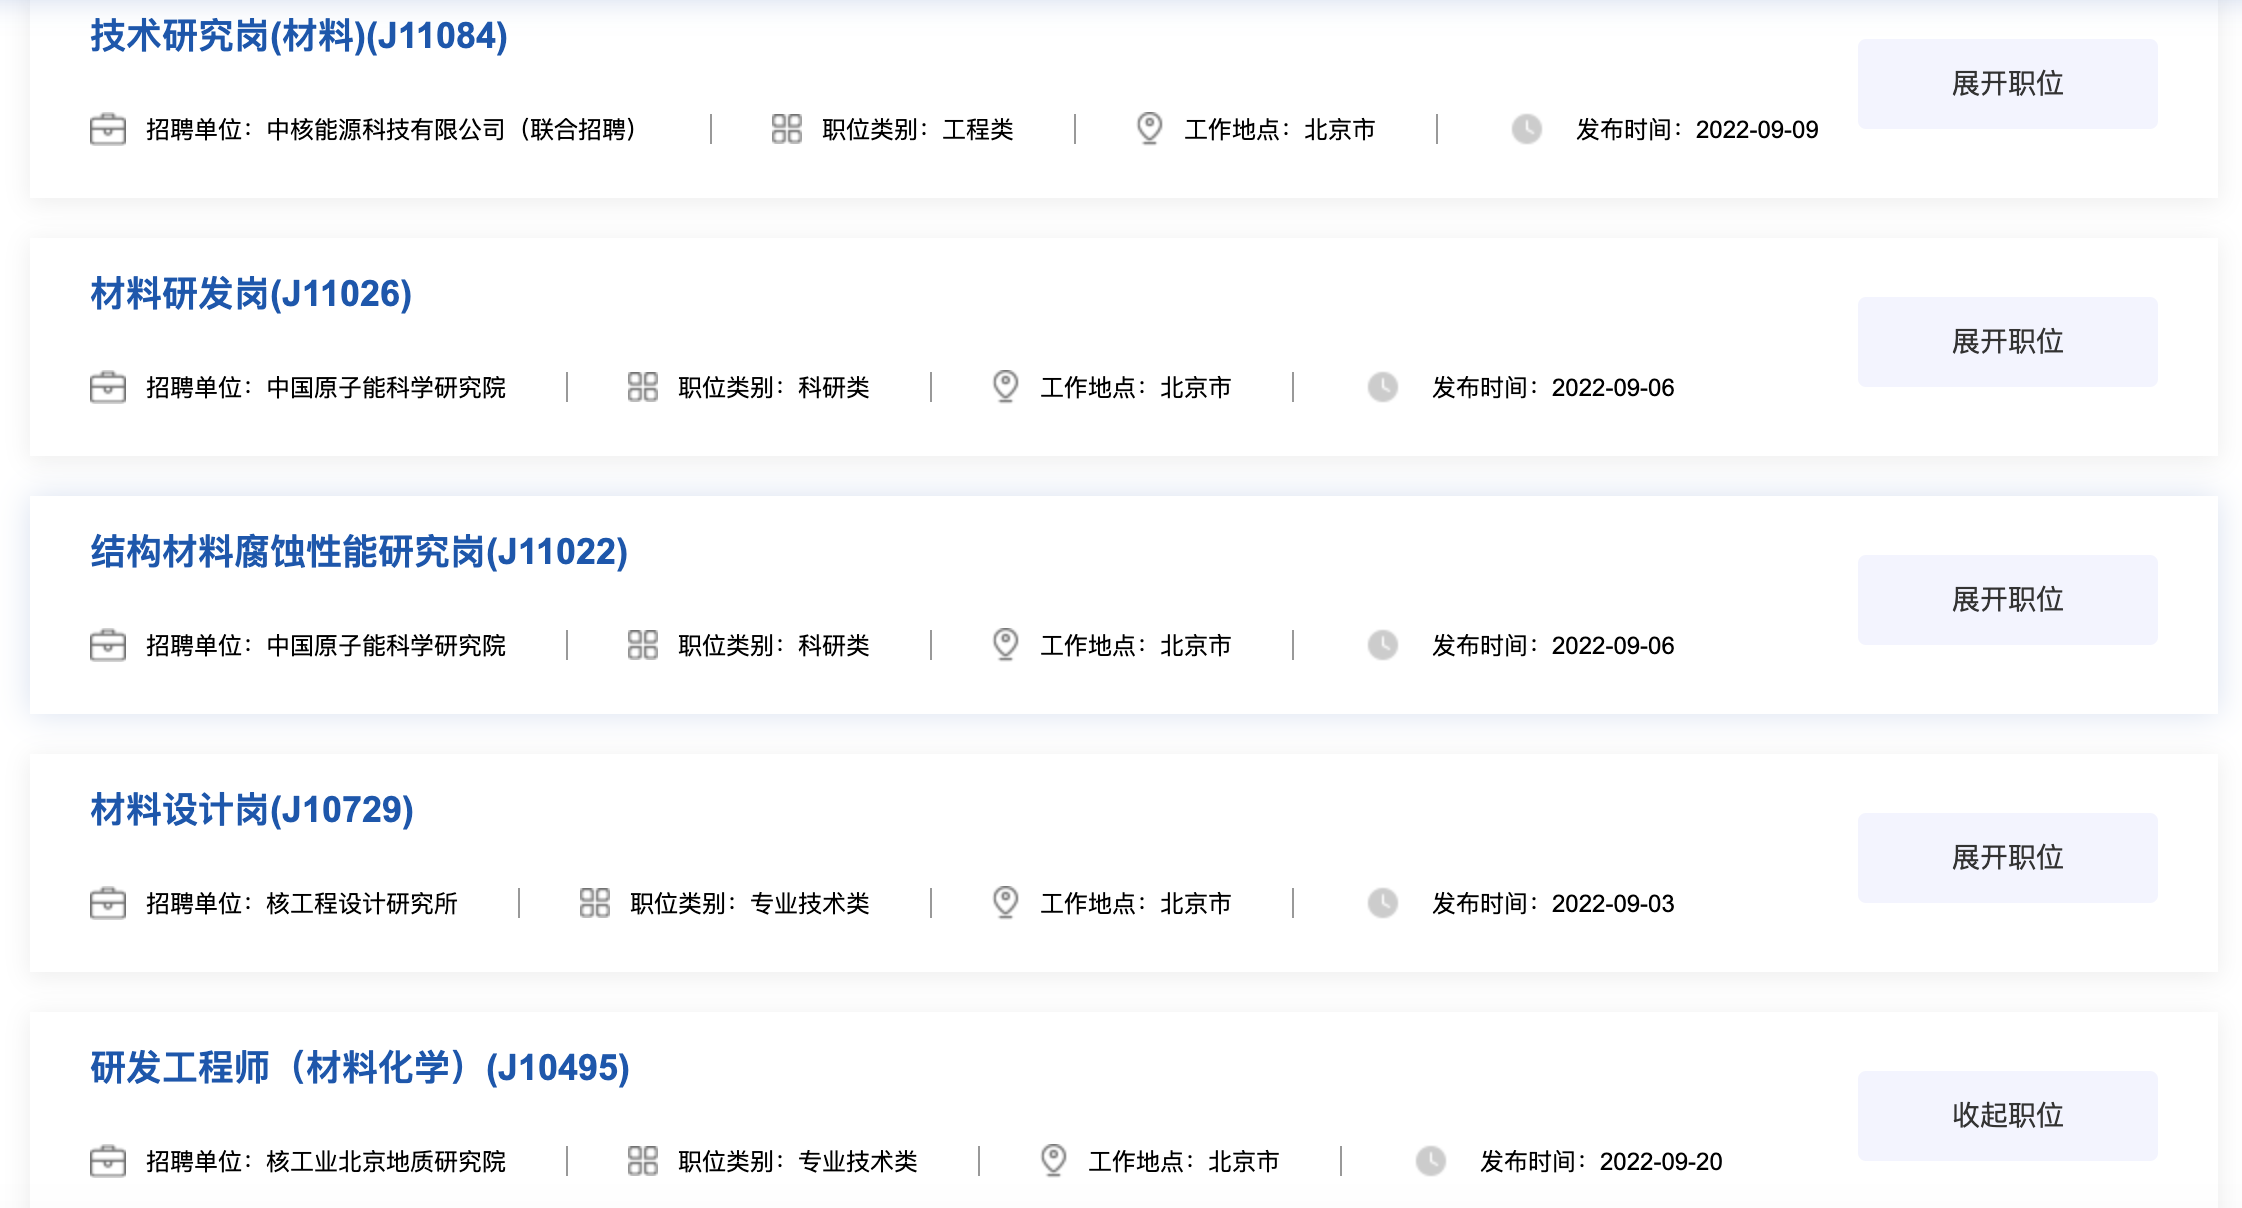 技术研究岗(材料)(J11084)
展开职位
招聘单位：中核能源科技有限公司（联合招聘） 职位类别：工程类 工作地点：北京市 发布时间：2022-09-09
材料研发岗(J11026)
展开职位
招聘单位：中国原子能科学研究院 职位类别：科研类 工作地点：北京市 发布时间：2022-09-06
结构材料腐蚀性能研究岗(J11022)
展开职位
招聘单位：中国原子能科学研究院 职位类别：科研类 工作地点：北京市 发布时间：2022-09-06
材料设计岗(J10729)
展开职位
招聘单位：核工程设计研究所 职位类别：专业技术类 工作地点：北京市 发布时间：2022-09-03
研发工程师（材料化学）(J10495)
收起职位
招聘单位：核工业北京地质研究院 职位类别：专业技术类 工作地点：北京市 发布时间：2022-09-20